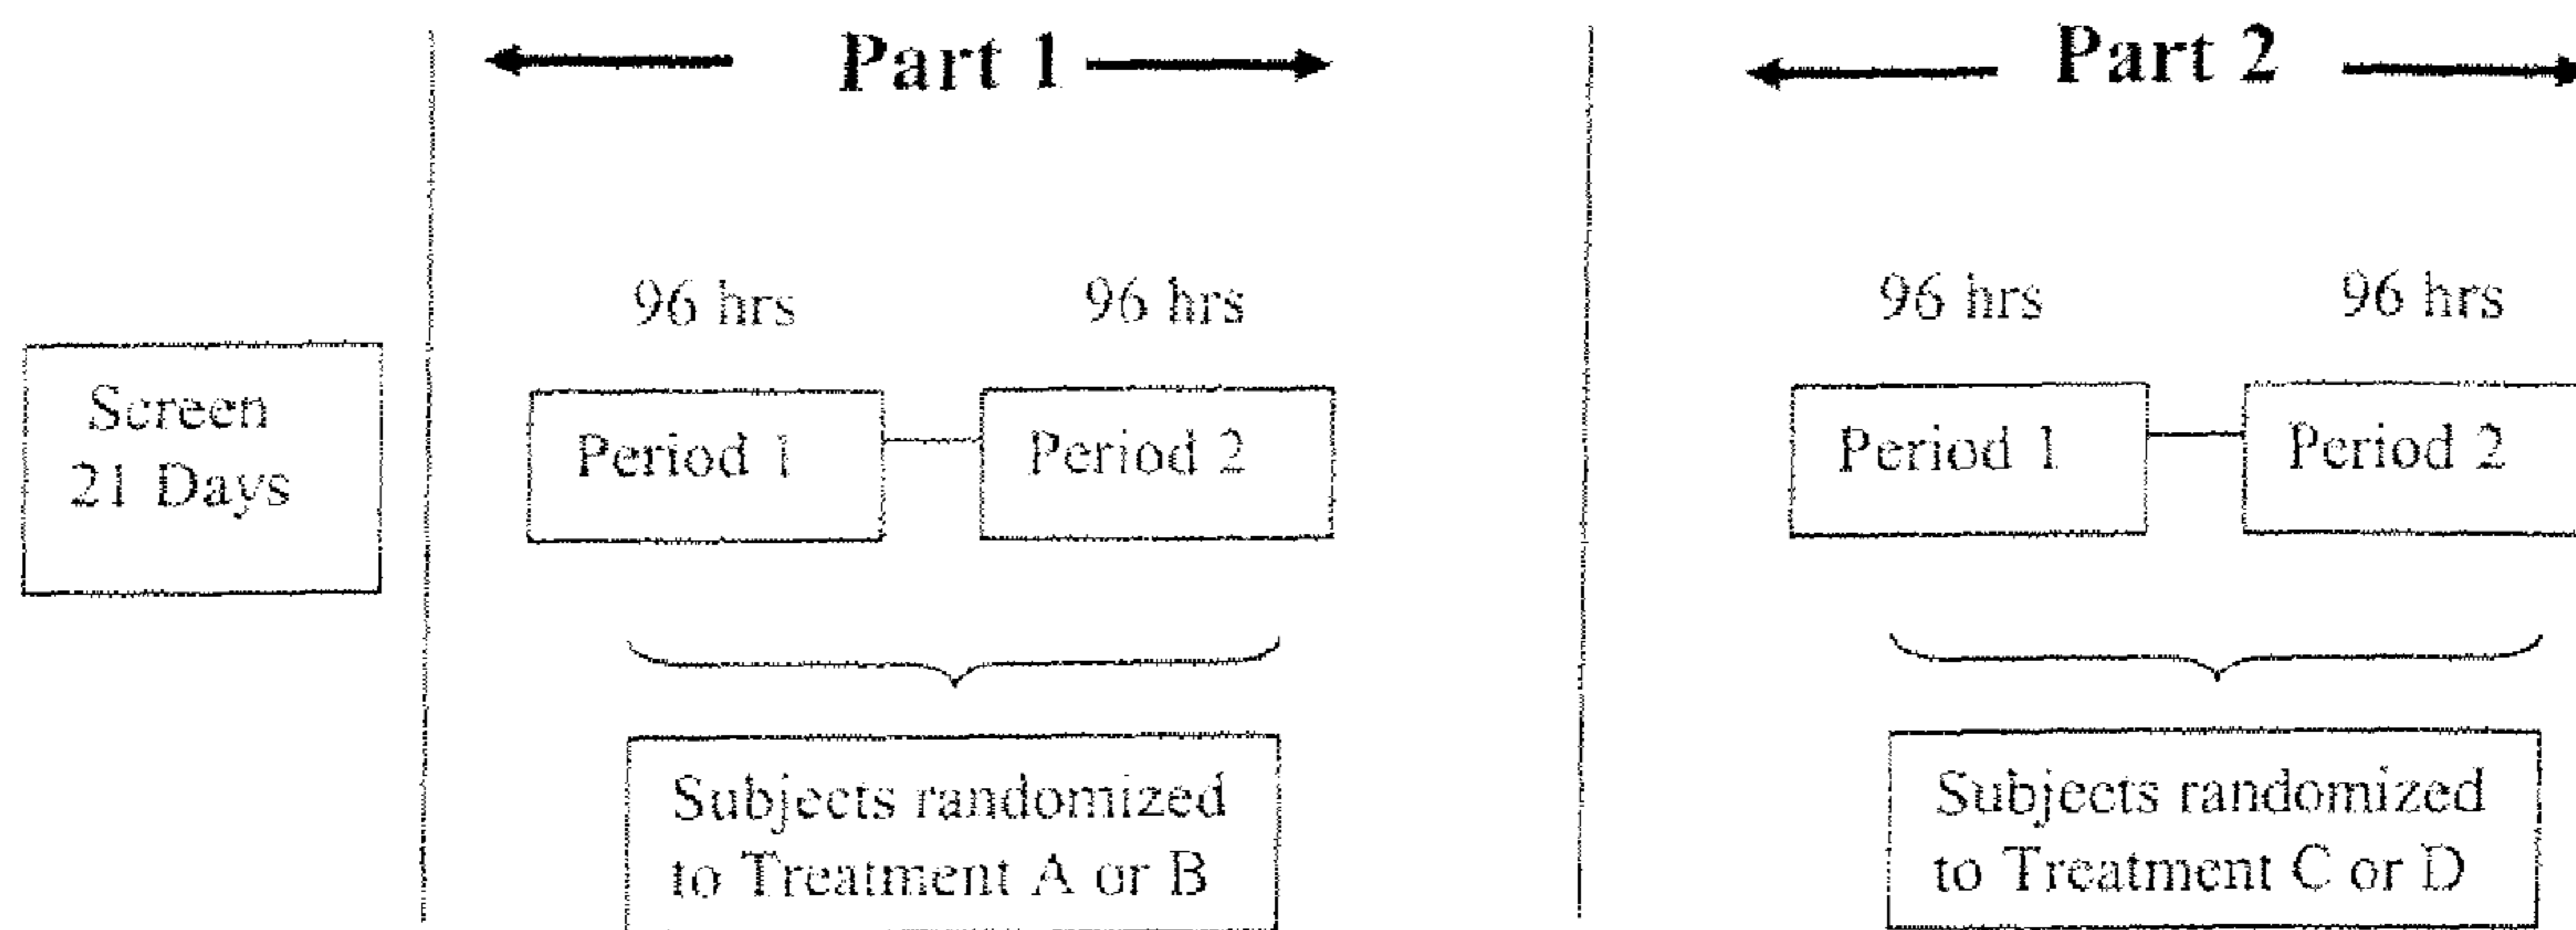 Part 1
Part 2
96 hrs
96 hrs
96 hrs
96 hrs
Screen
21 Days
Period 1
Period 2
Period 1
Period 2
Subjects randomized
to Treatment A or B
Subjects randomized
to Treatment C or D